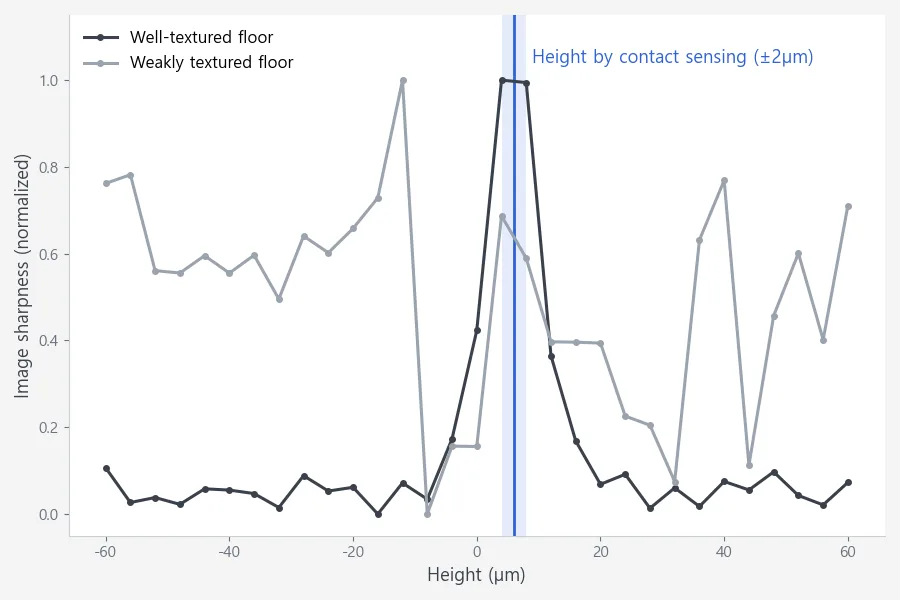 Well-textured floor
Weakly textured floor
Height by contact sensing (±2μm)
Image sharpness (normalized)
1.0
0.8
0.6
0.4
0.2
0.0
-60
-40
-20
0
20
40
60
Height (μm)